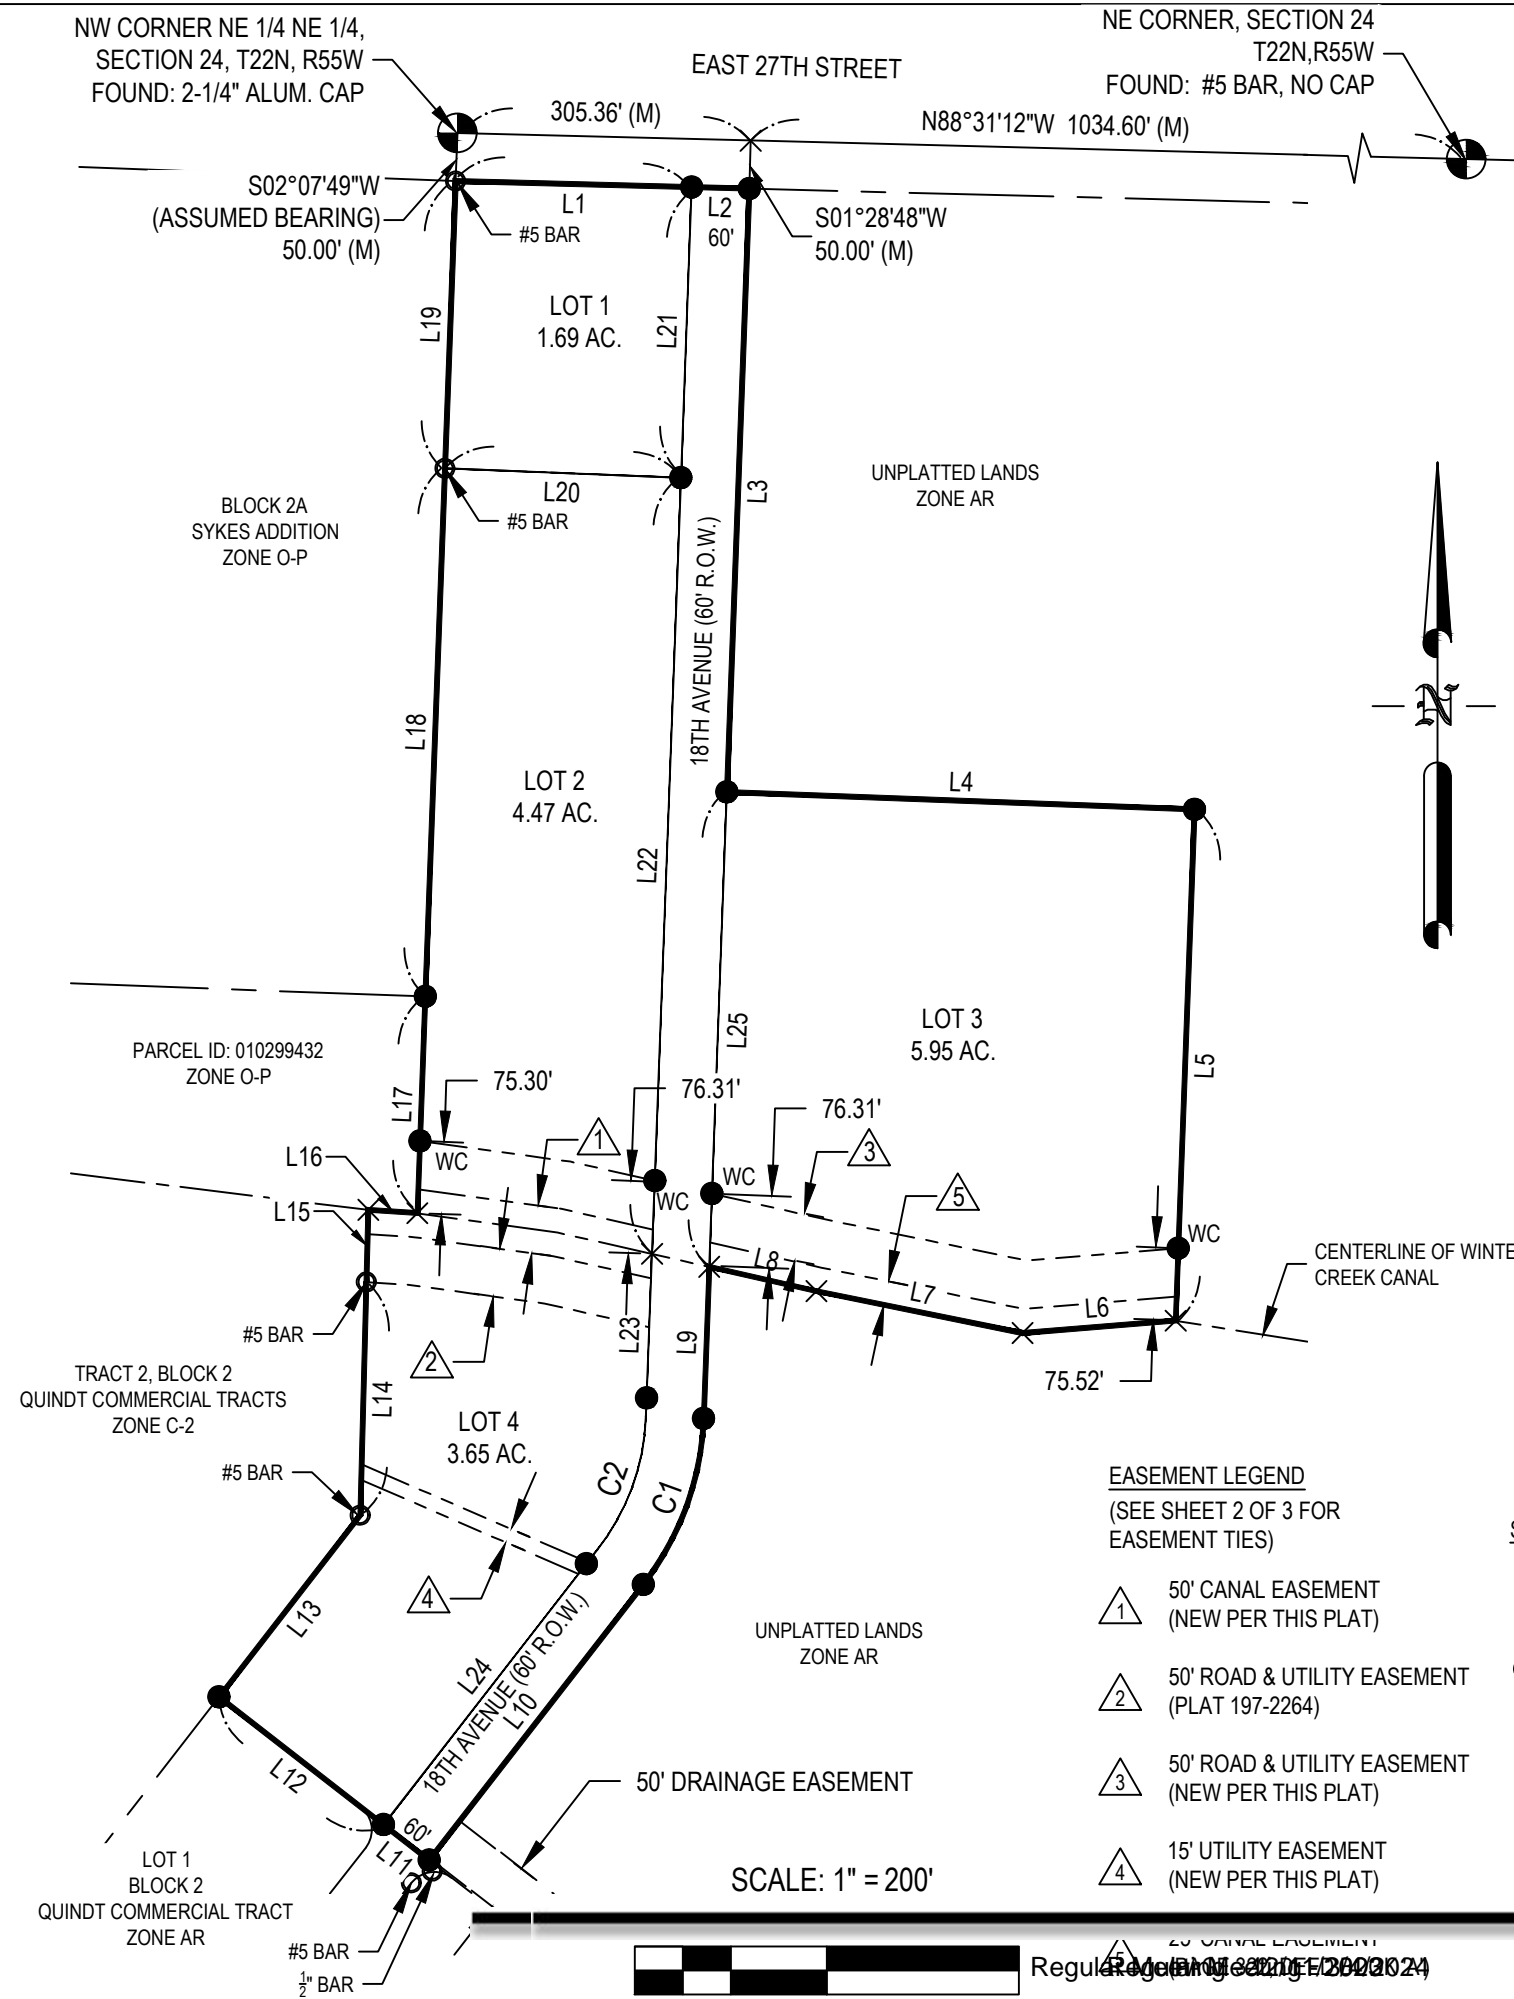 NW CORNER NE 1/4 NE 1/4,
SECTION 24, T22N, R55W
FOUND: 2-1/4" ALUM. CAP
EAST 27TH STREET
NE CORNER, SECTION 24
T22N,R55W
FOUND: #5 BAR, NO CAP
305.36' (M)
N88°31'12"W 1034.60' (M)
S02°07'49"W
(ASSUMED BEARING)
50.00' (M)
L1
#5 BAR
L2
60'
S01°28'48"W
50.00' (M)
LOT 1
1.69 AC.
L19
L21
L20
#5 BAR
L3
UNPLATTED LANDS
ZONE AR
BLOCK 2A
SYKES ADDITION
ZONE O-P
18TH AVENUE (60' R.O.W.)
L18
LOT 2
4.47 AC.
L4
L22
N
LOT 3
5.95 AC.
L25
L5
PARCEL ID: 010299432
ZONE O-P
L17
75.30'
76.31'
76.31'
1
3
WC
WC
WC
5
L16
L15
WC
L8
L7
L6
CENTERLINE OF WINTE
CREEK CANAL
#5 BAR
L23
L9
2
75.52'
TRACT 2, BLOCK 2
QUINDT COMMERCIAL TRACTS
ZONE C-2
L14
LOT 4
3.65 AC.
#5 BAR
C2
C1
4
L13
EASEMENT LEGEND
(SEE SHEET 2 OF 3 FOR
EASEMENT TIES)
1
50' CANAL EASEMENT
(NEW PER THIS PLAT)
2
50' ROAD & UTILITY EASEMENT
(PLAT 197-2264)
3
50' ROAD & UTILITY EASEMENT
(NEW PER THIS PLAT)
4
15' UTILITY EASEMENT
(NEW PER THIS PLAT)
UNPLATTED LANDS
ZONE AR
L24
18TH AVENUE (60' R.O.W.)
L10
L12
60'
L11
50' DRAINAGE EASEMENT
LOT 1
BLOCK 2
QUINDT COMMERCIAL TRACT
ZONE AR
#5 BAR
1/2" BAR
SCALE: 1" = 200'
5
CANAL EASEMENT